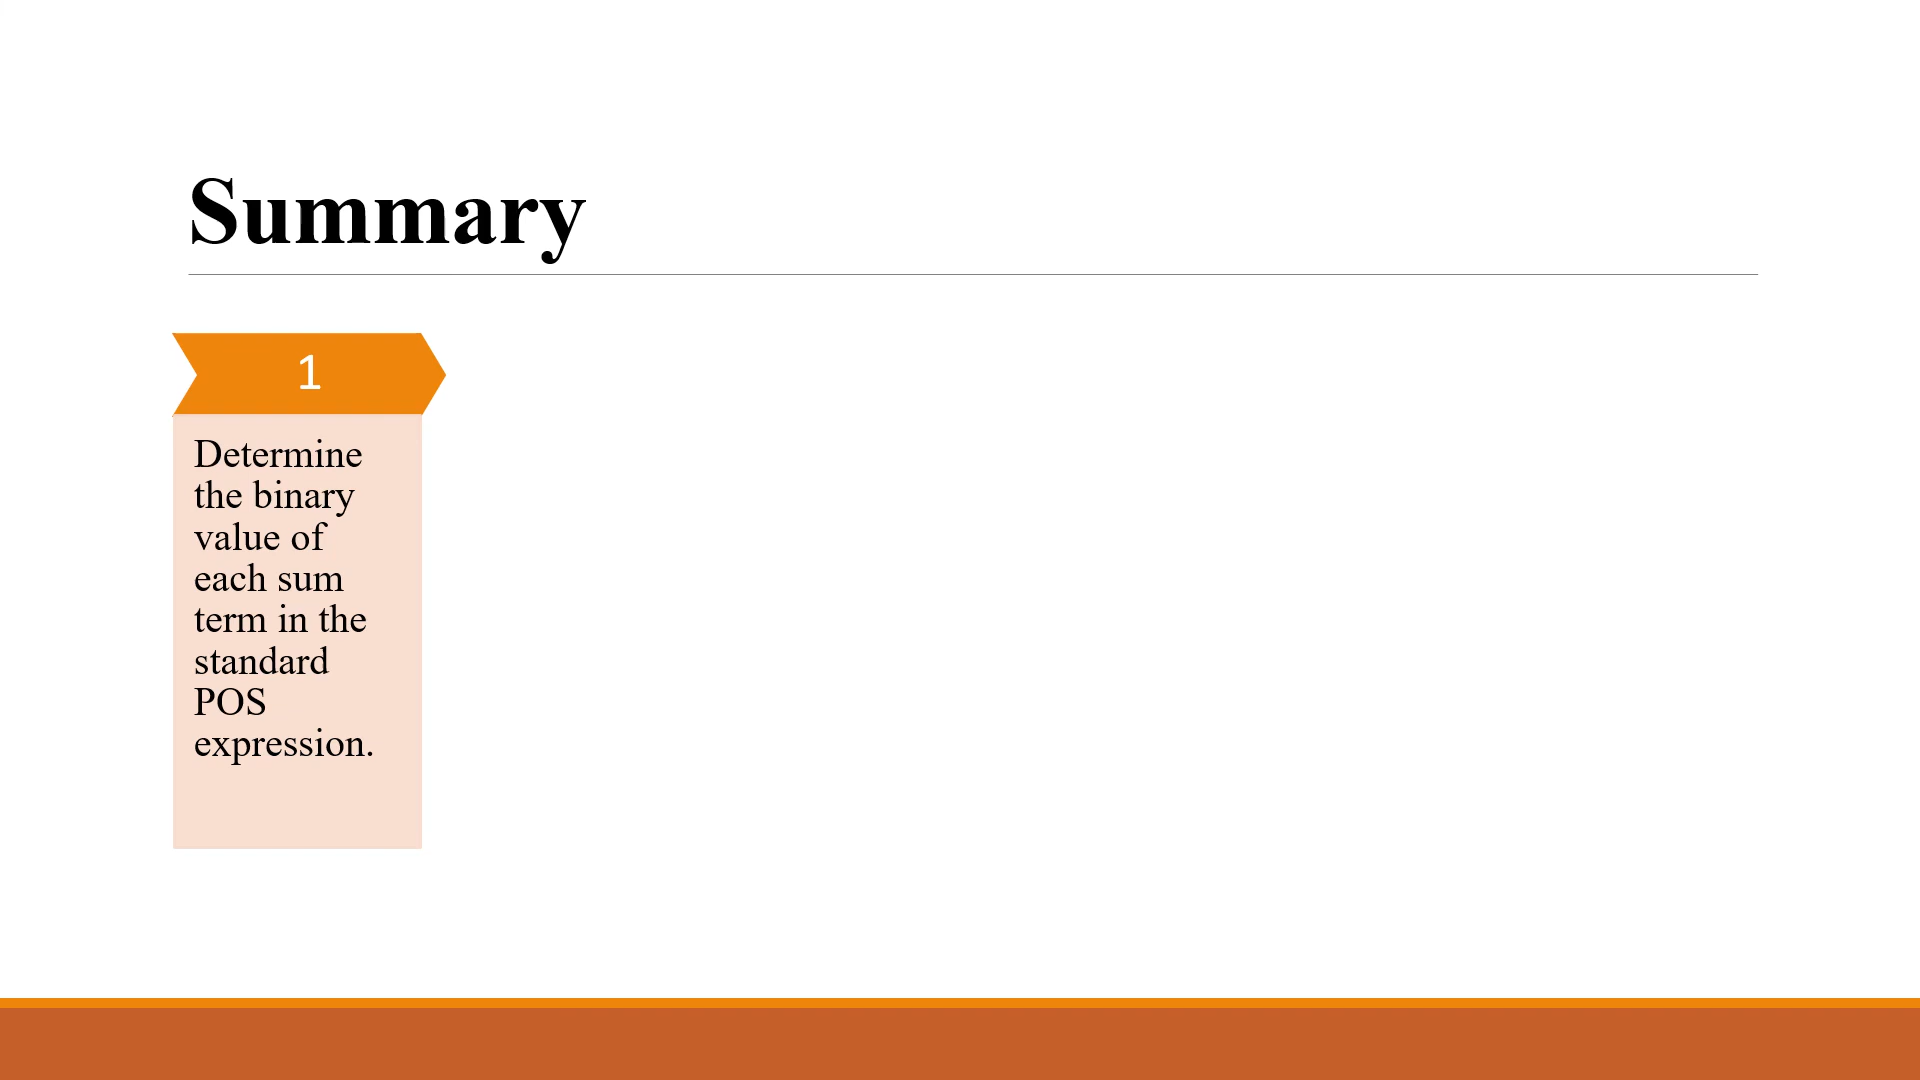 Summary
1
Determine
the binary
value of
each sum
term in the
standard
POS
expression.